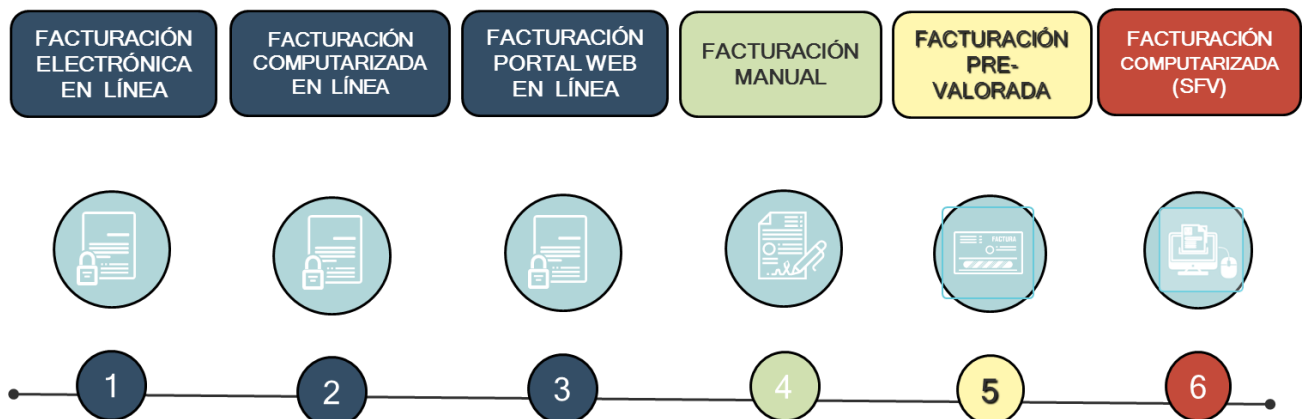 FACTURACIÓN
ELECTRÓNICA
EN LÍNEA
FACTURACIÓN
COMPUTARIZADA
EN LÍNEA
FACTURACIÓN
PORTAL WEB
EN LÍNEA
FACTURACIÓN
MANUAL
FACTURACIÓN
PRE-
VALORADA
FACTURACIÓN
COMPUTARIZADA
(SFV)
FACTURA
1
2
3
4
5
6